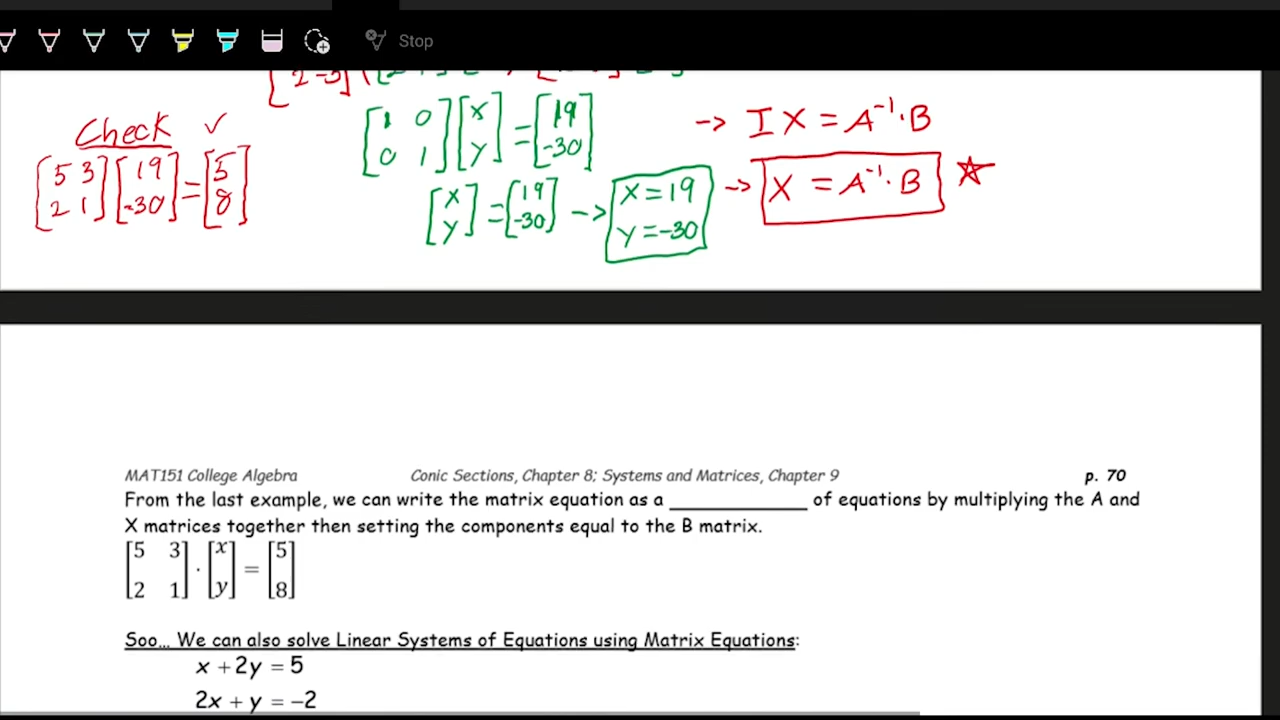 Stop
Check ✓
[5 3; 2 1] [19; -30] = [5; 8]
[1 0; 0 1] [x; y] = [19; -30]
[x; y] = [19; -30] -> x = 19
y = -30
-> I X = A⁻¹ · B
-> X = A⁻¹ · B ☆
MAT151 College Algebra Conic Sections, Chapter 8; Systems and Matrices, Chapter 9 p. 70
From the last example, we can write the matrix equation as a ____________ of equations by multiplying the A and
X matrices together then setting the components equal to the B matrix.
[5 3; 2 1] · [x; y] = [5; 8]
Soo... We can also solve Linear Systems of Equations using Matrix Equations:
x + 2y = 5
2x + y = -2